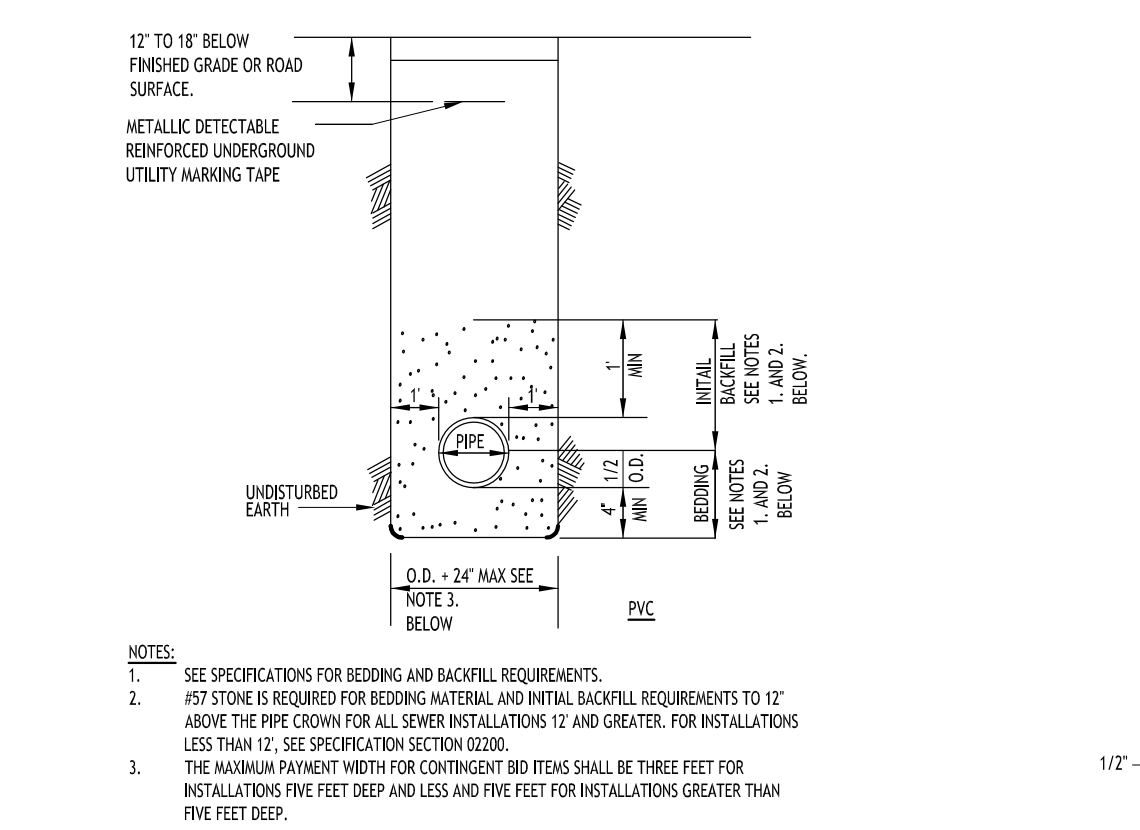 12" TO 18" BELOW
FINISHED GRADE OR ROAD
SURFACE.
METALLIC DETECTABLE
REINFORCED UNDERGROUND
UTILITY MARKING TAPE
1'
MIN
INITAIL
BACKFILL
SEE NOTES
1. AND 2.
BELOW.
1'
1'
PIPE
1/2
O.D.
4"
MIN
BEDDING
SEE NOTES
1. AND 2.
BELOW
UNDISTURBED
EARTH
O.D. + 24" MAX SEE
NOTE 3.
BELOW
PVC
NOTES:
1. SEE SPECIFICATIONS FOR BEDDING AND BACKFILL REQUIREMENTS.
2. #57 STONE IS REQUIRED FOR BEDDING MATERIAL AND INITIAL BACKFILL REQUIREMENTS TO 12"
ABOVE THE PIPE CROWN FOR ALL SEWER INSTALLATIONS 12' AND GREATER. FOR INSTALLATIONS
LESS THAN 12', SEE SPECIFICATION SECTION 02200.
3. THE MAXIMUM PAYMENT WIDTH FOR CONTINGENT BID ITEMS SHALL BE THREE FEET FOR
INSTALLATIONS FIVE FEET DEEP AND LESS AND FIVE FEET FOR INSTALLATIONS GREATER THAN
FIVE FEET DEEP.
1/2"